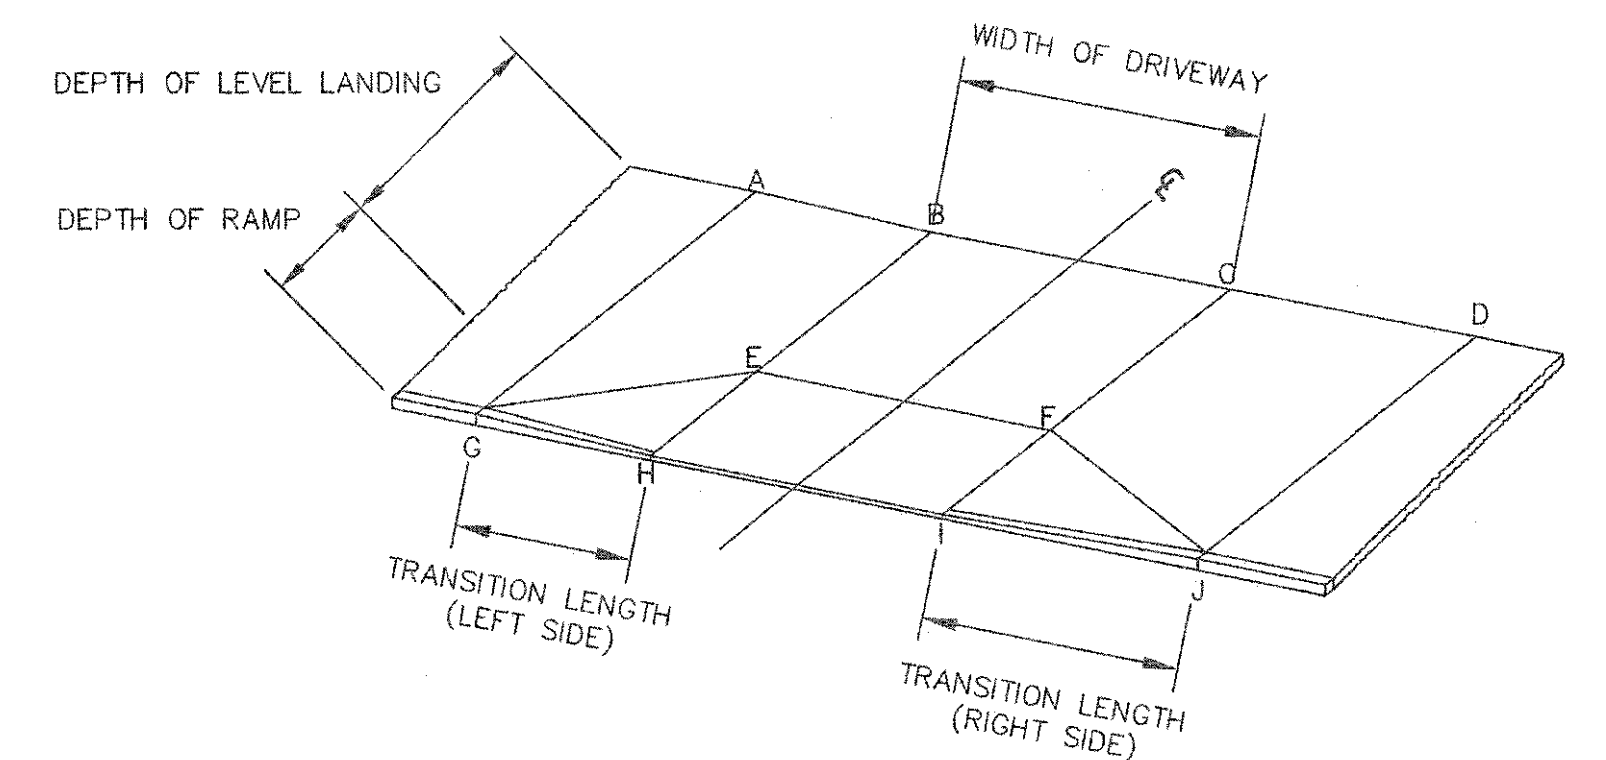 WIDTH OF DRIVEWAY
DEPTH OF LEVEL LANDING
DEPTH OF RAMP
A
B
℄
C
D
E
F
G
H
I
J
TRANSITION LENGTH
(LEFT SIDE)
TRANSITION LENGTH
(RIGHT SIDE)